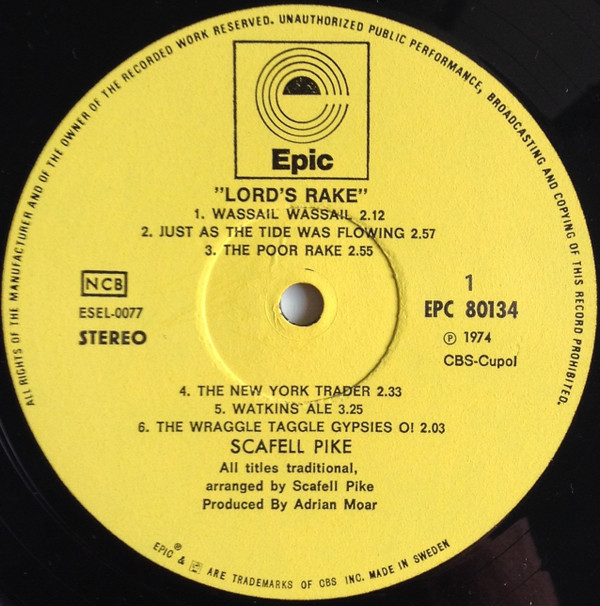 ALL RIGHTS OF THE MANUFACTURER AND OF THE OWNER OF THE RECORDED WORK RESERVED. UNAUTHORIZED PUBLIC PERFORMANCE, BROADCASTING AND COPYING OF THIS RECORD PROHIBITED.
Epic
"LORD'S RAKE"
1. WASSAIL WASSAIL 2.12
2. JUST AS THE TIDE WAS FLOWING 2.57
3. THE POOR RAKE 2.55
NCB
ESEL-0077
STEREO
1
EPC 80134
℗ 1974
CBS-Cupol
4. THE NEW YORK TRADER 2.33
5. WATKINS' ALE 3.25
6. THE WRAGGLE TAGGLE GYPSIES O! 2.03
SCAFELL PIKE
All titles traditional,
arranged by Scafell Pike
Produced By Adrian Moar
EPIC® & ARE TRADEMARKS OF CBS INC. MADE IN SWEDEN